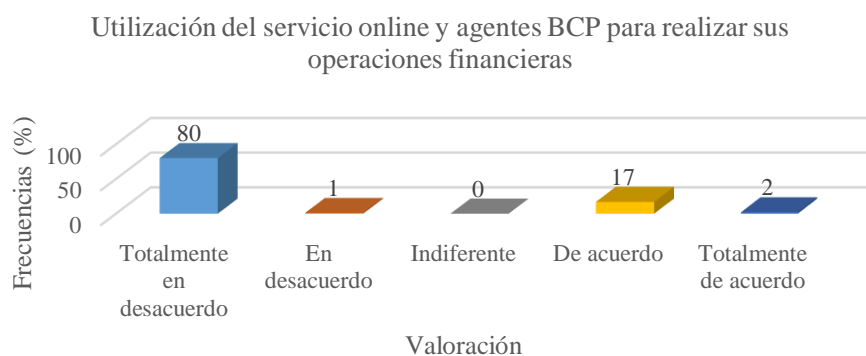 Utilización del servicio online y agentes BCP para realizar sus
operaciones financieras
Frecuencias (%)
100
50
0
80
1
0
17
2
Totalmente
en
desacuerdo
En
desacuerdo
Indiferente
De acuerdo
Totalmente
de acuerdo
Valoración